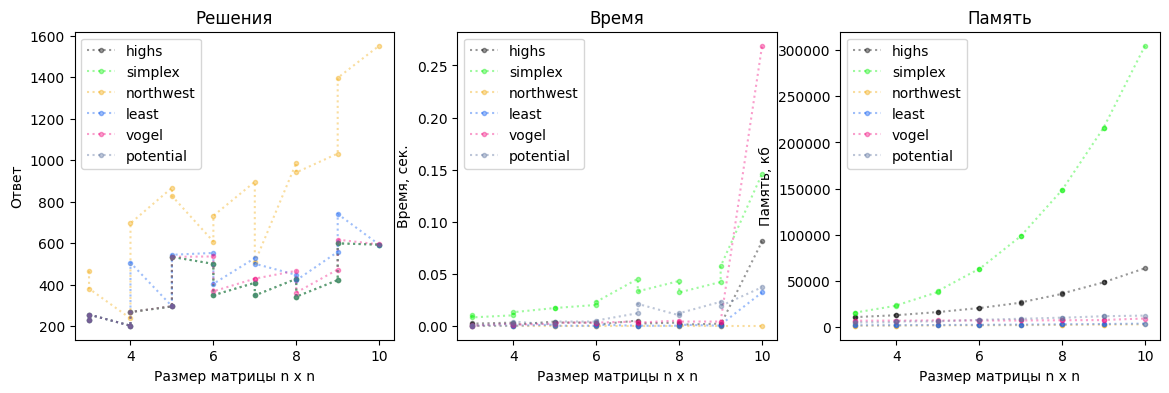 Решения
Ответ
1600
1400
1200
1000
800
600
400
200
highs
simplex
northwest
least
vogel
potential
4
6
8
10
Размер матрицы n x n
Время
Время, сек.
0.25
0.20
0.15
0.10
0.05
0.00
highs
simplex
northwest
least
vogel
potential
4
6
8
10
Размер матрицы n x n
Память
Память, кб
300000
250000
200000
150000
100000
50000
0
highs
simplex
northwest
least
vogel
potential
4
6
8
10
Размер матрицы n x n